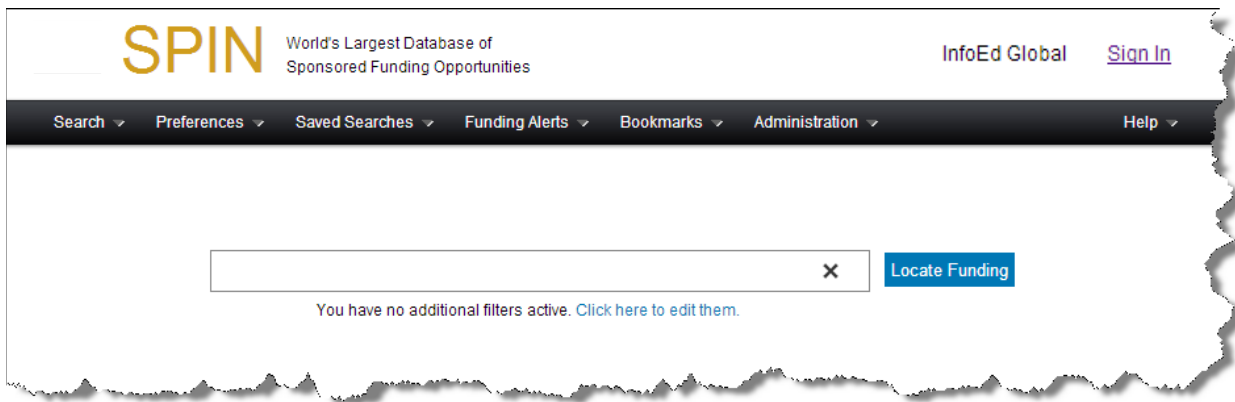 SPIN
World's Largest Database of
Sponsored Funding Opportunities
InfoEd Global Sign In
Search Preferences Saved Searches Funding Alerts Bookmarks Administration Help
Locate Funding
You have no additional filters active. Click here to edit them.